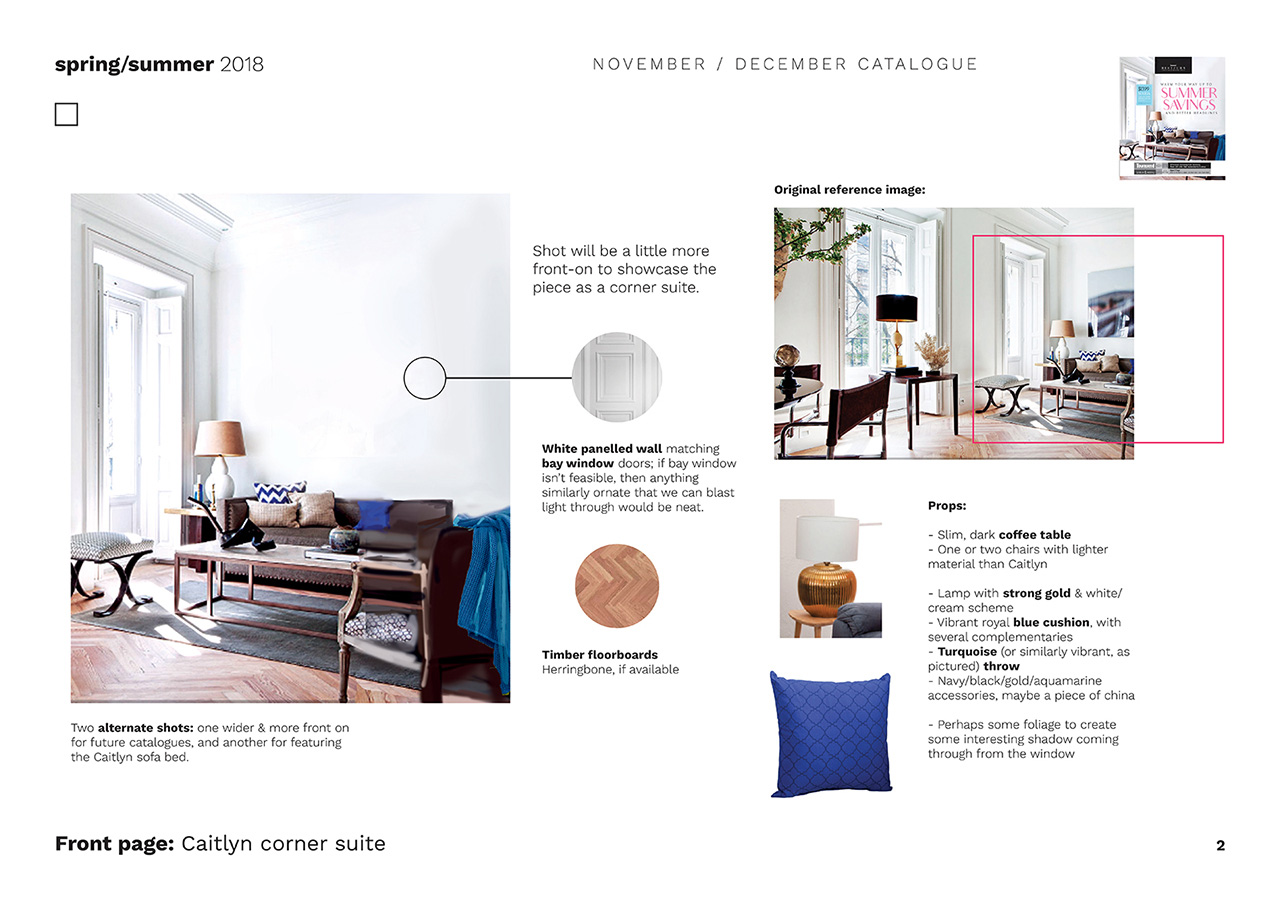 spring/summer 2018
NOVEMBER / DECEMBER CATALOGUE
SUMMER
SAVINGS
Original reference image:
Shot will be a little more
front-on to showcase the
piece as a corner suite.
White panelled wall matching
bay window doors; if bay window
isn't feasible, then anything
similarly ornate that we can blast
light through would be neat.
Timber floorboards
Herringbone, if available
Two alternate shots: one wider & more front on
for future catalogues, and another for featuring
the Caitlyn sofa bed.
Props:
- Slim, dark coffee table
- One or two chairs with lighter
material than Caitlyn
- Lamp with strong gold & white/
cream scheme
- Vibrant royal blue cushion, with
several complementaries
- Turquoise (or similarly vibrant, as
pictured) throw
- Navy/black/gold/aquamarine
accessories, maybe a piece of china
- Perhaps some foliage to create
some interesting shadow coming
through from the window
Front page: Caitlyn corner suite
2